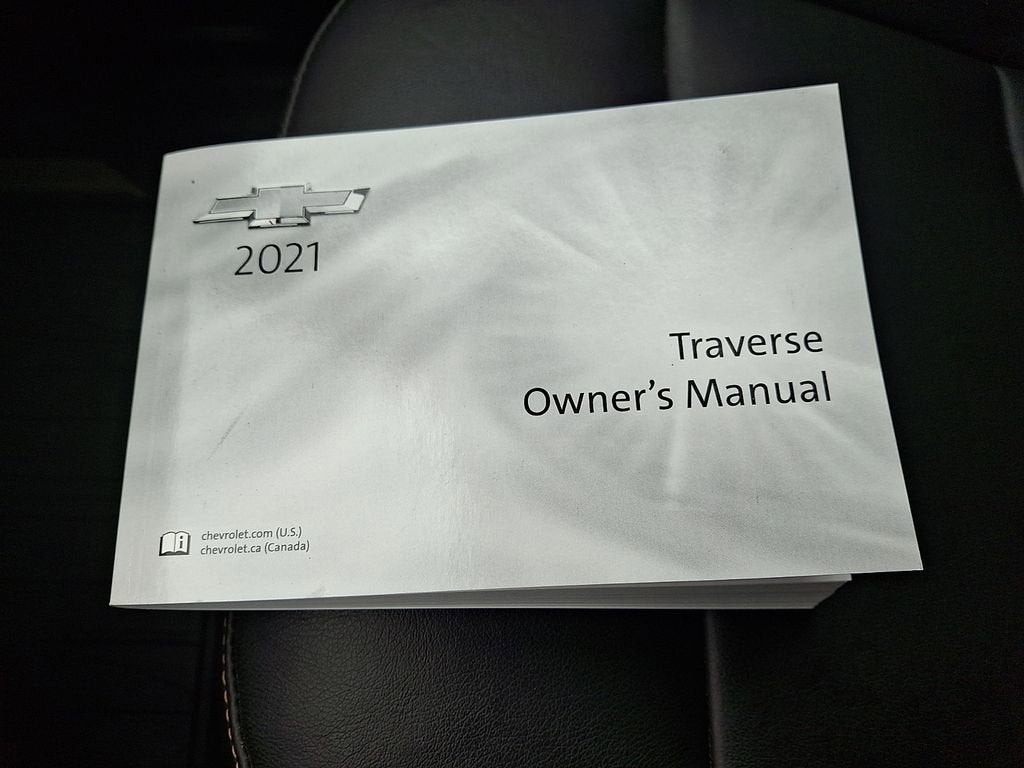 2021
Traverse
Owner's Manual
chevrolet.com (U.S.)
chevrolet.ca (Canada)